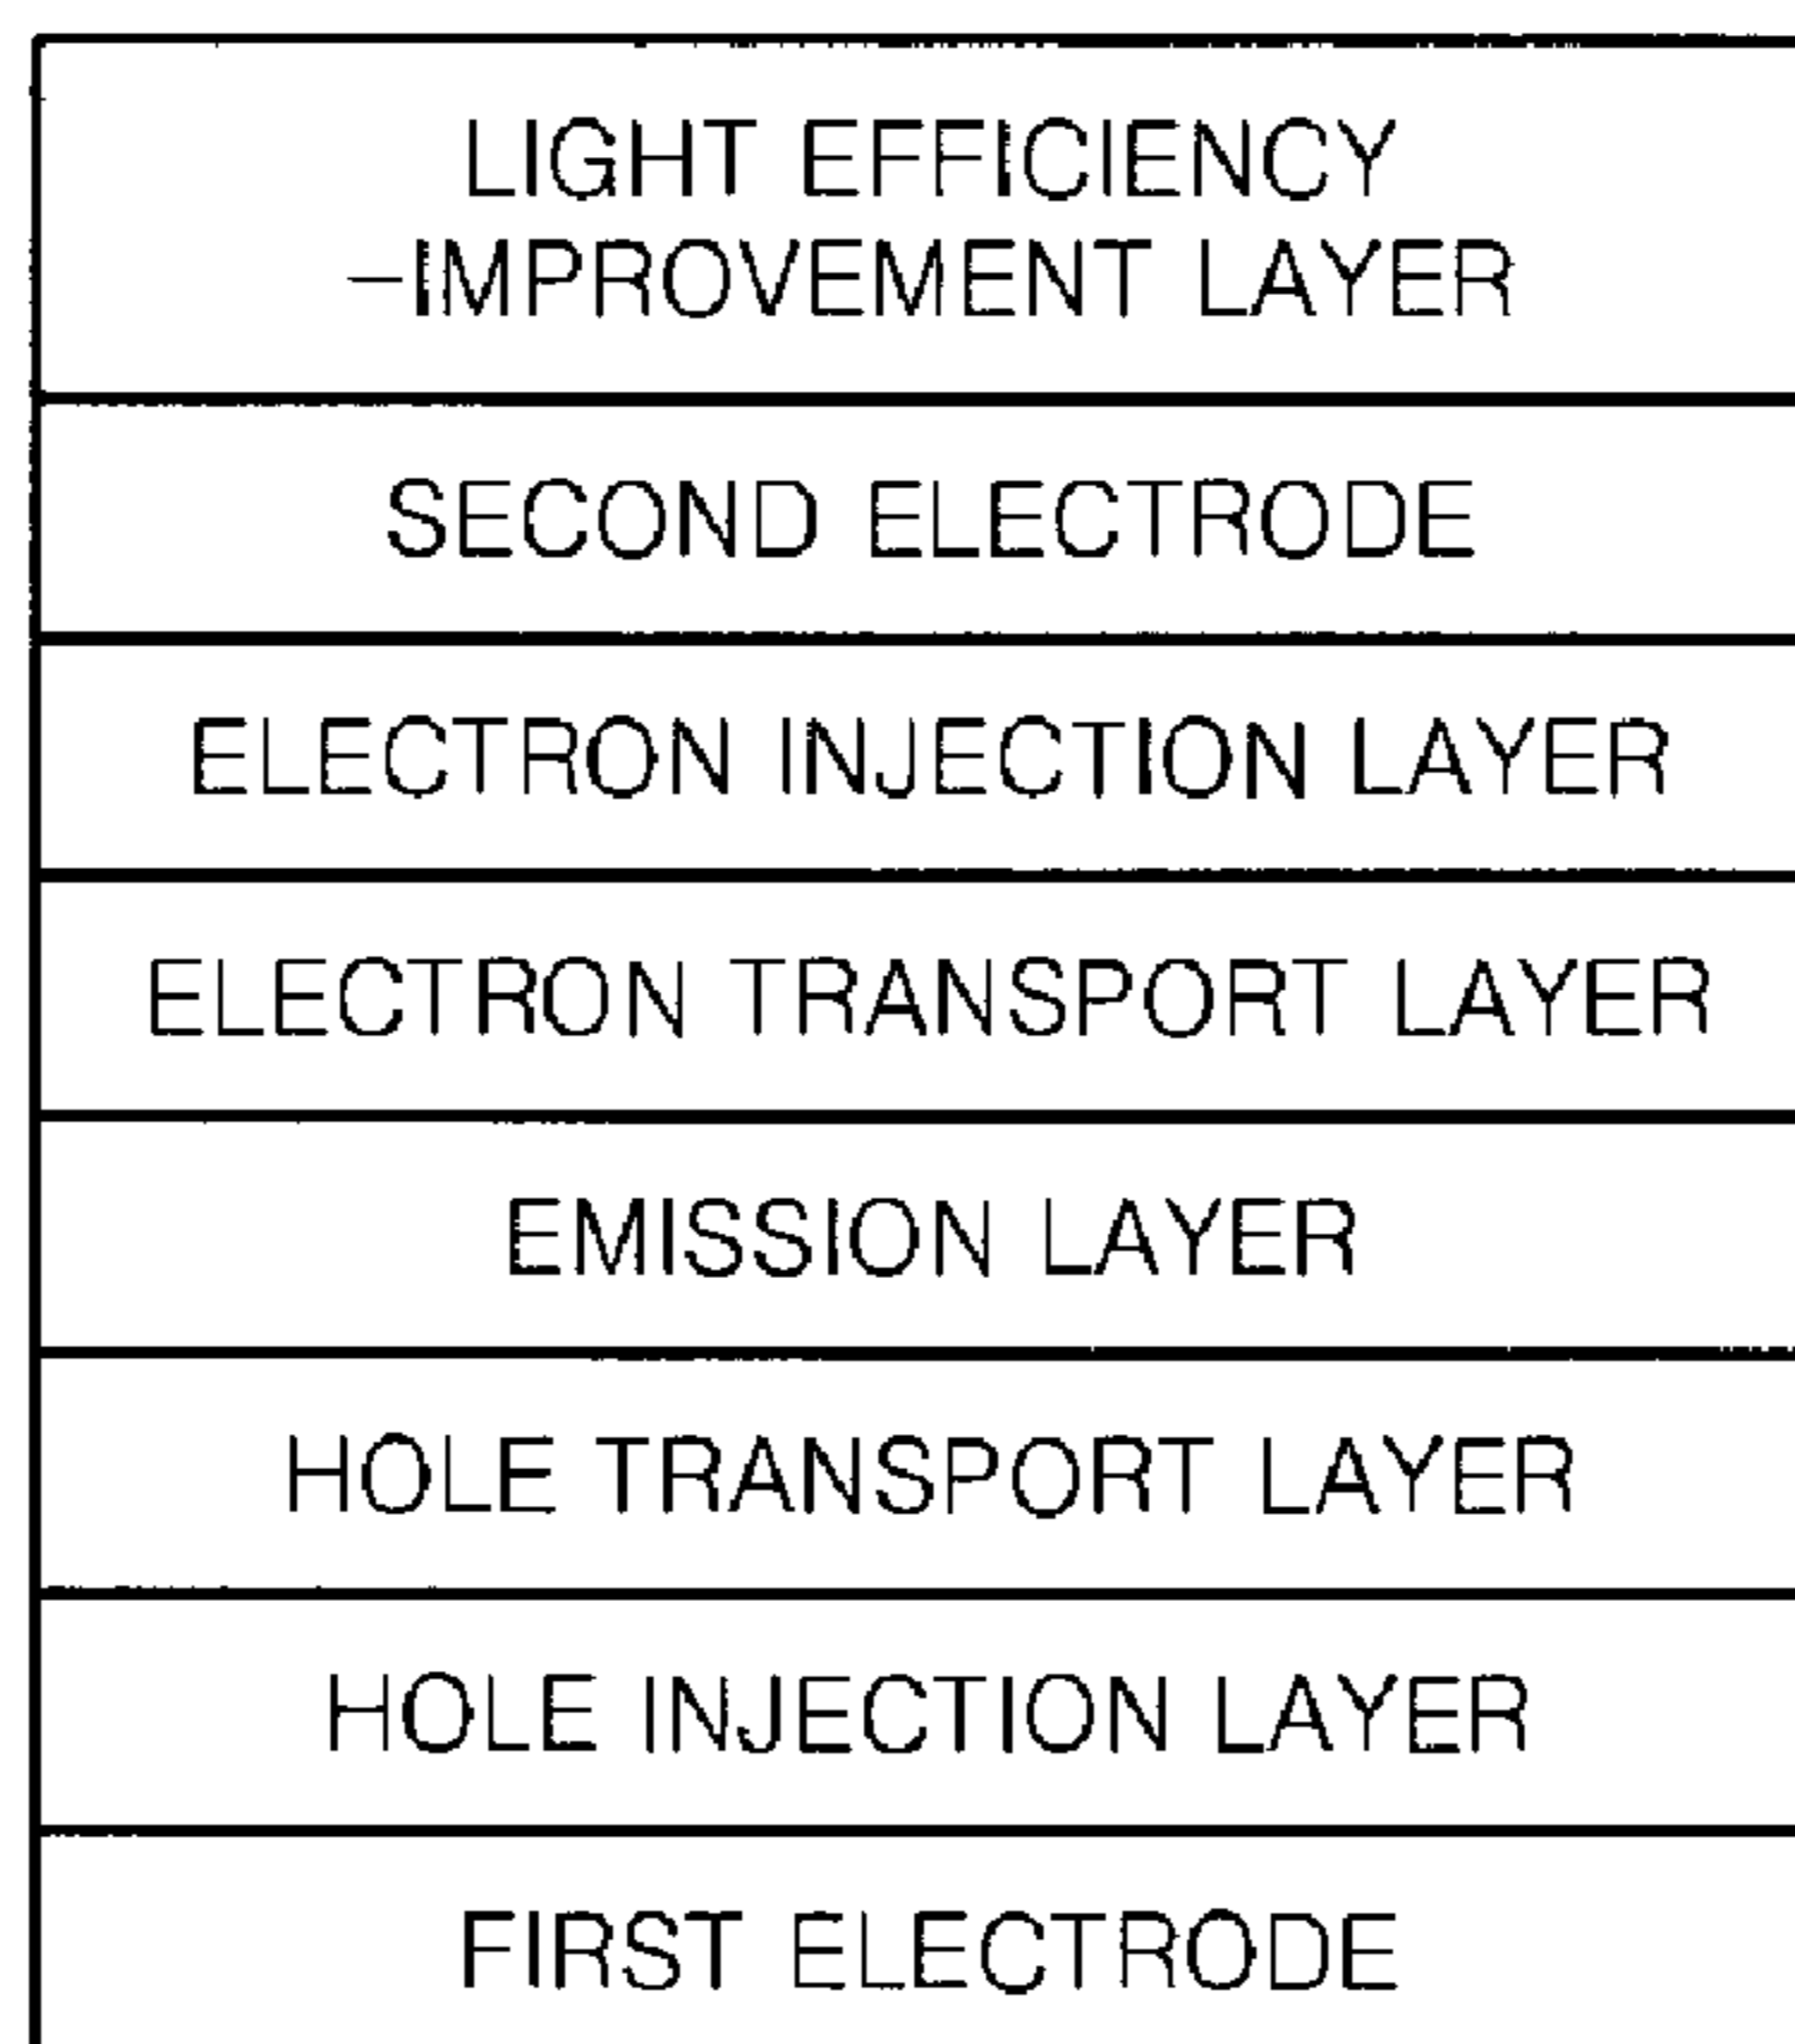 LIGHT EFFICIENCY
-IMPROVEMENT LAYER
SECOND ELECTRODE
ELECTRON INJECTION LAYER
ELECTRON TRANSPORT LAYER
EMISSION LAYER
HOLE TRANSPORT LAYER
HOLE INJECTION LAYER
FIRST ELECTRODE